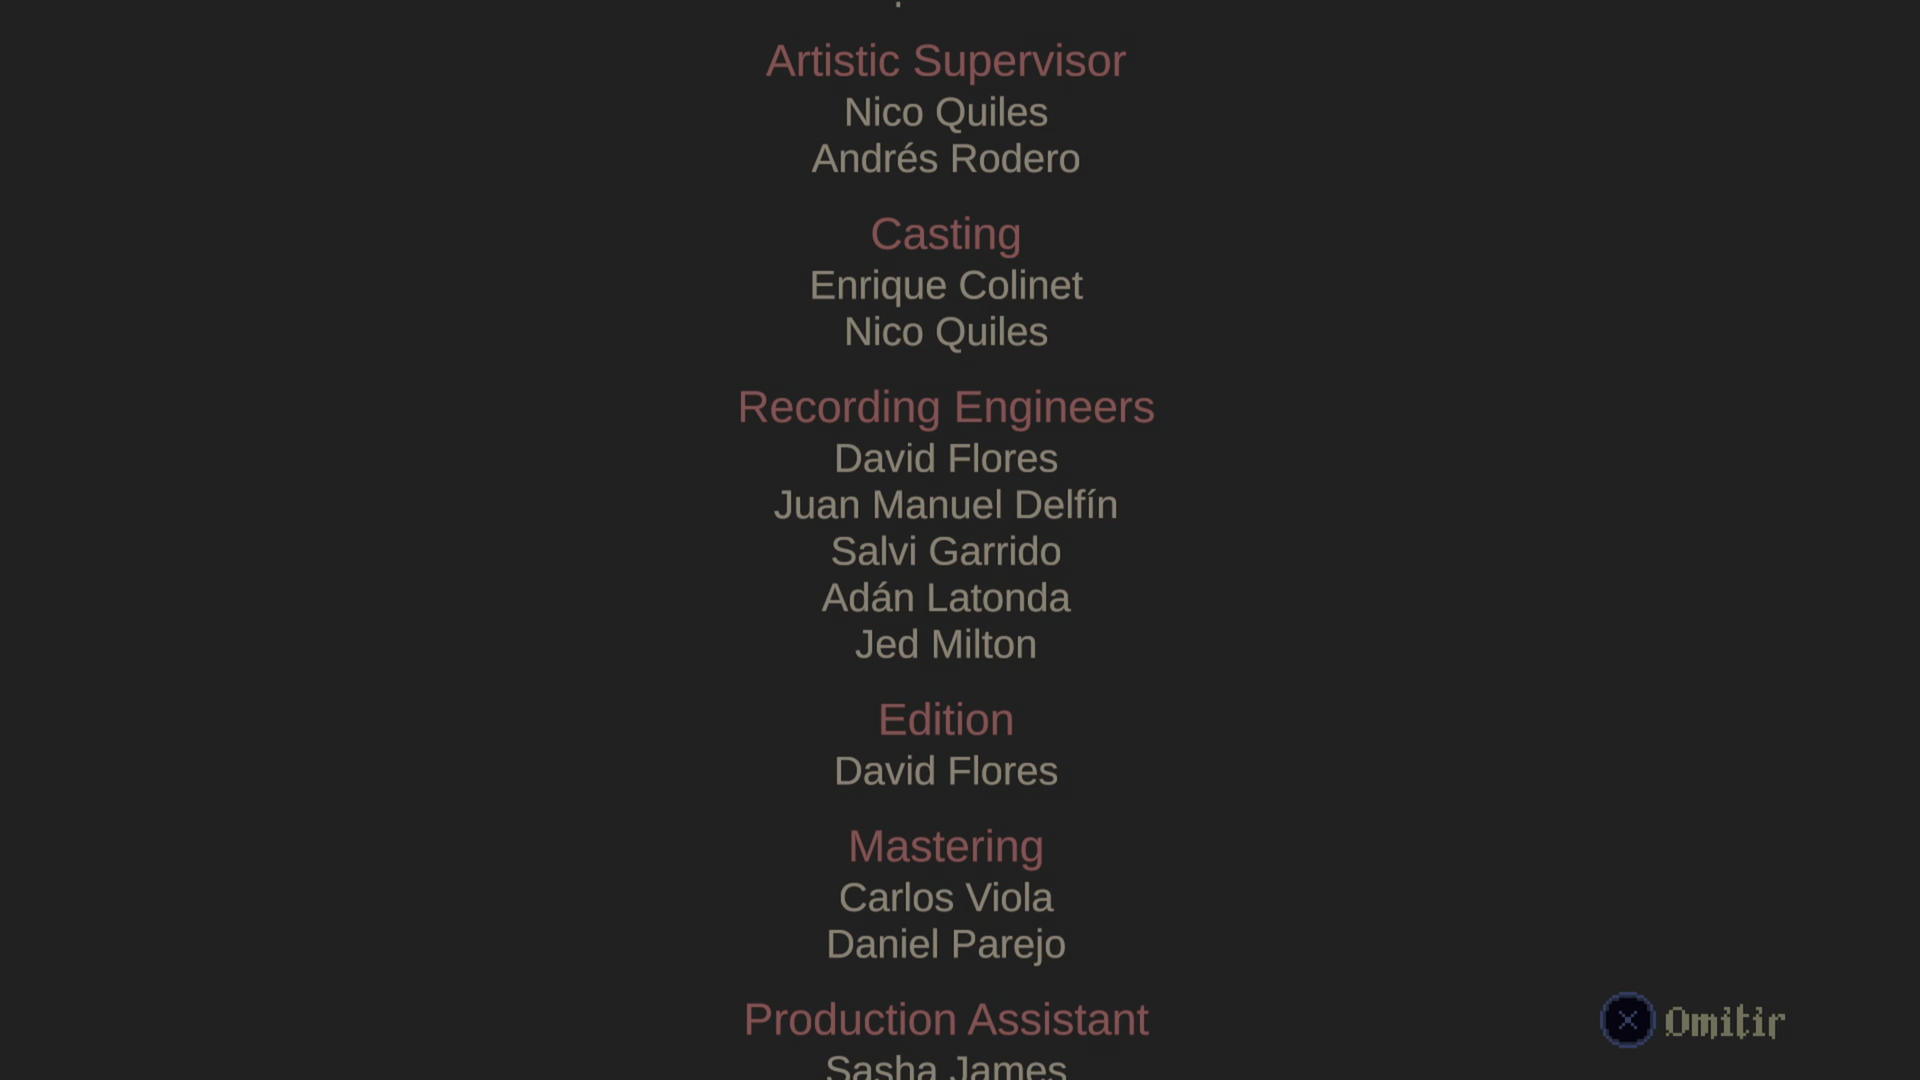 Artistic Supervisor
Nico Quiles
Andrés Rodero
Casting
Enrique Colinet
Nico Quiles
Recording Engineers
David Flores
Juan Manuel Delfín
Salvi Garrido
Adán Latonda
Jed Milton
Edition
David Flores
Mastering
Carlos Viola
Daniel Parejo
Production Assistant
Sasha James
Omitir